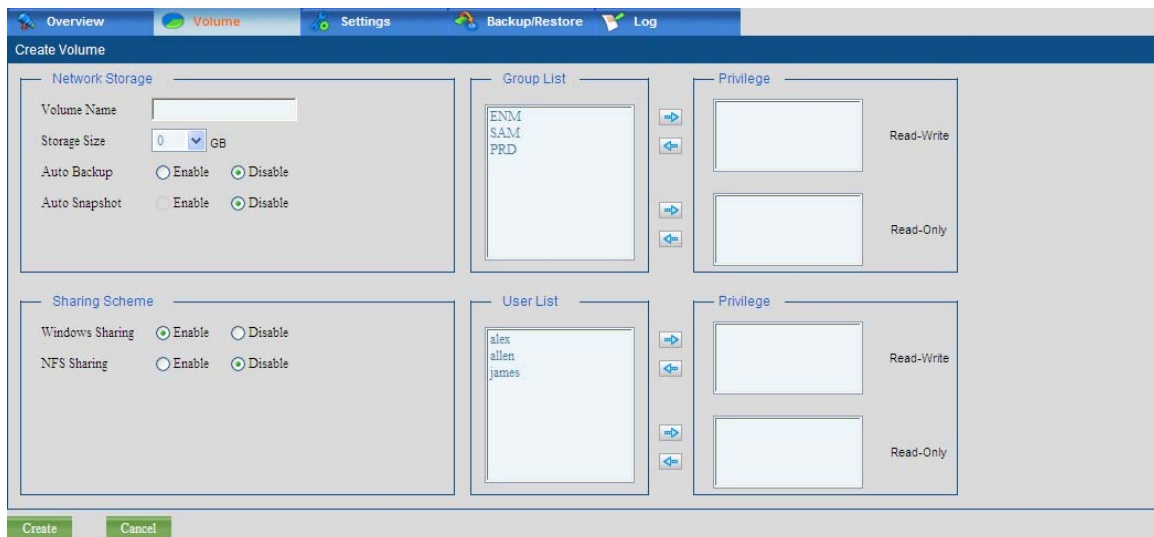 Overview Volume Settings Backup/Restore Log
Create Volume
Network Storage
Volume Name
Storage Size 0 GB
Auto Backup Enable Disable
Auto Snapshot Enable Disable
Group List
ENM
SAM
PRD
Privilege
Read-Write
Read-Only
Sharing Scheme
Windows Sharing Enable Disable
NFS Sharing Enable Disable
User List
alex
allen
james
Privilege
Read-Write
Read-Only
Create Cancel